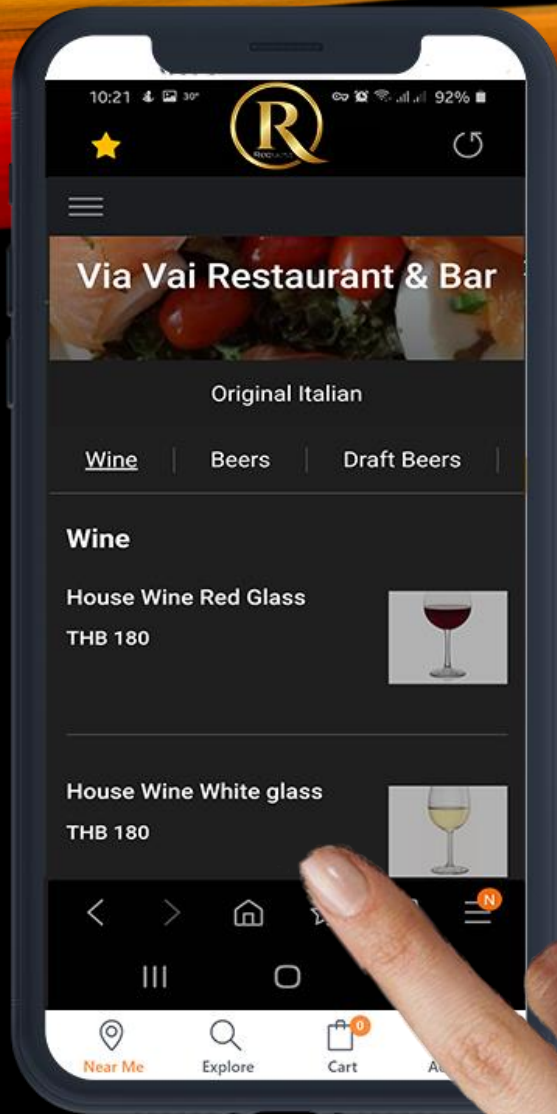 10:21 30° 92%
R
Via Vai Restaurant & Bar
Original Italian
Wine | Beers | Draft Beers |
Wine
House Wine Red Glass
THB 180
House Wine White glass
THB 180
N
0
Near Me Explore Cart